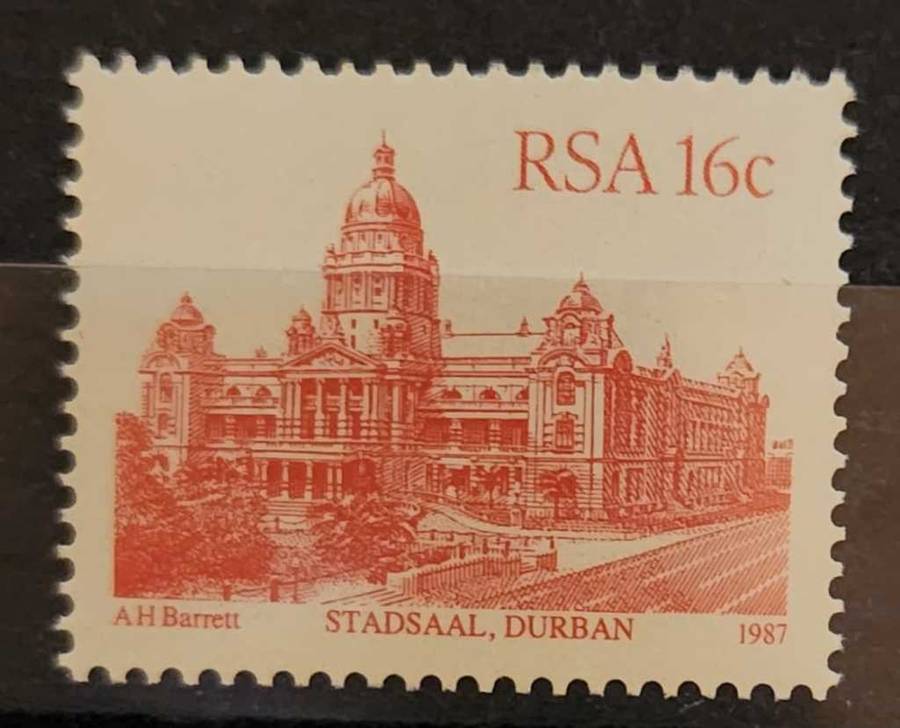 RSA 16c
A H Barrett
STADSAAL, DURBAN
1987